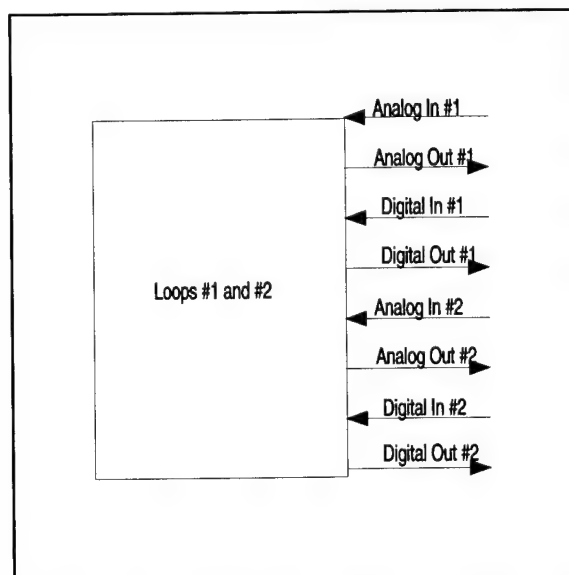 Analog In #1
Analog Out #1
Digital In #1
Digital Out #1
Loops #1 and #2
Analog In #2
Analog Out #2
Digital In #2
Digital Out #2